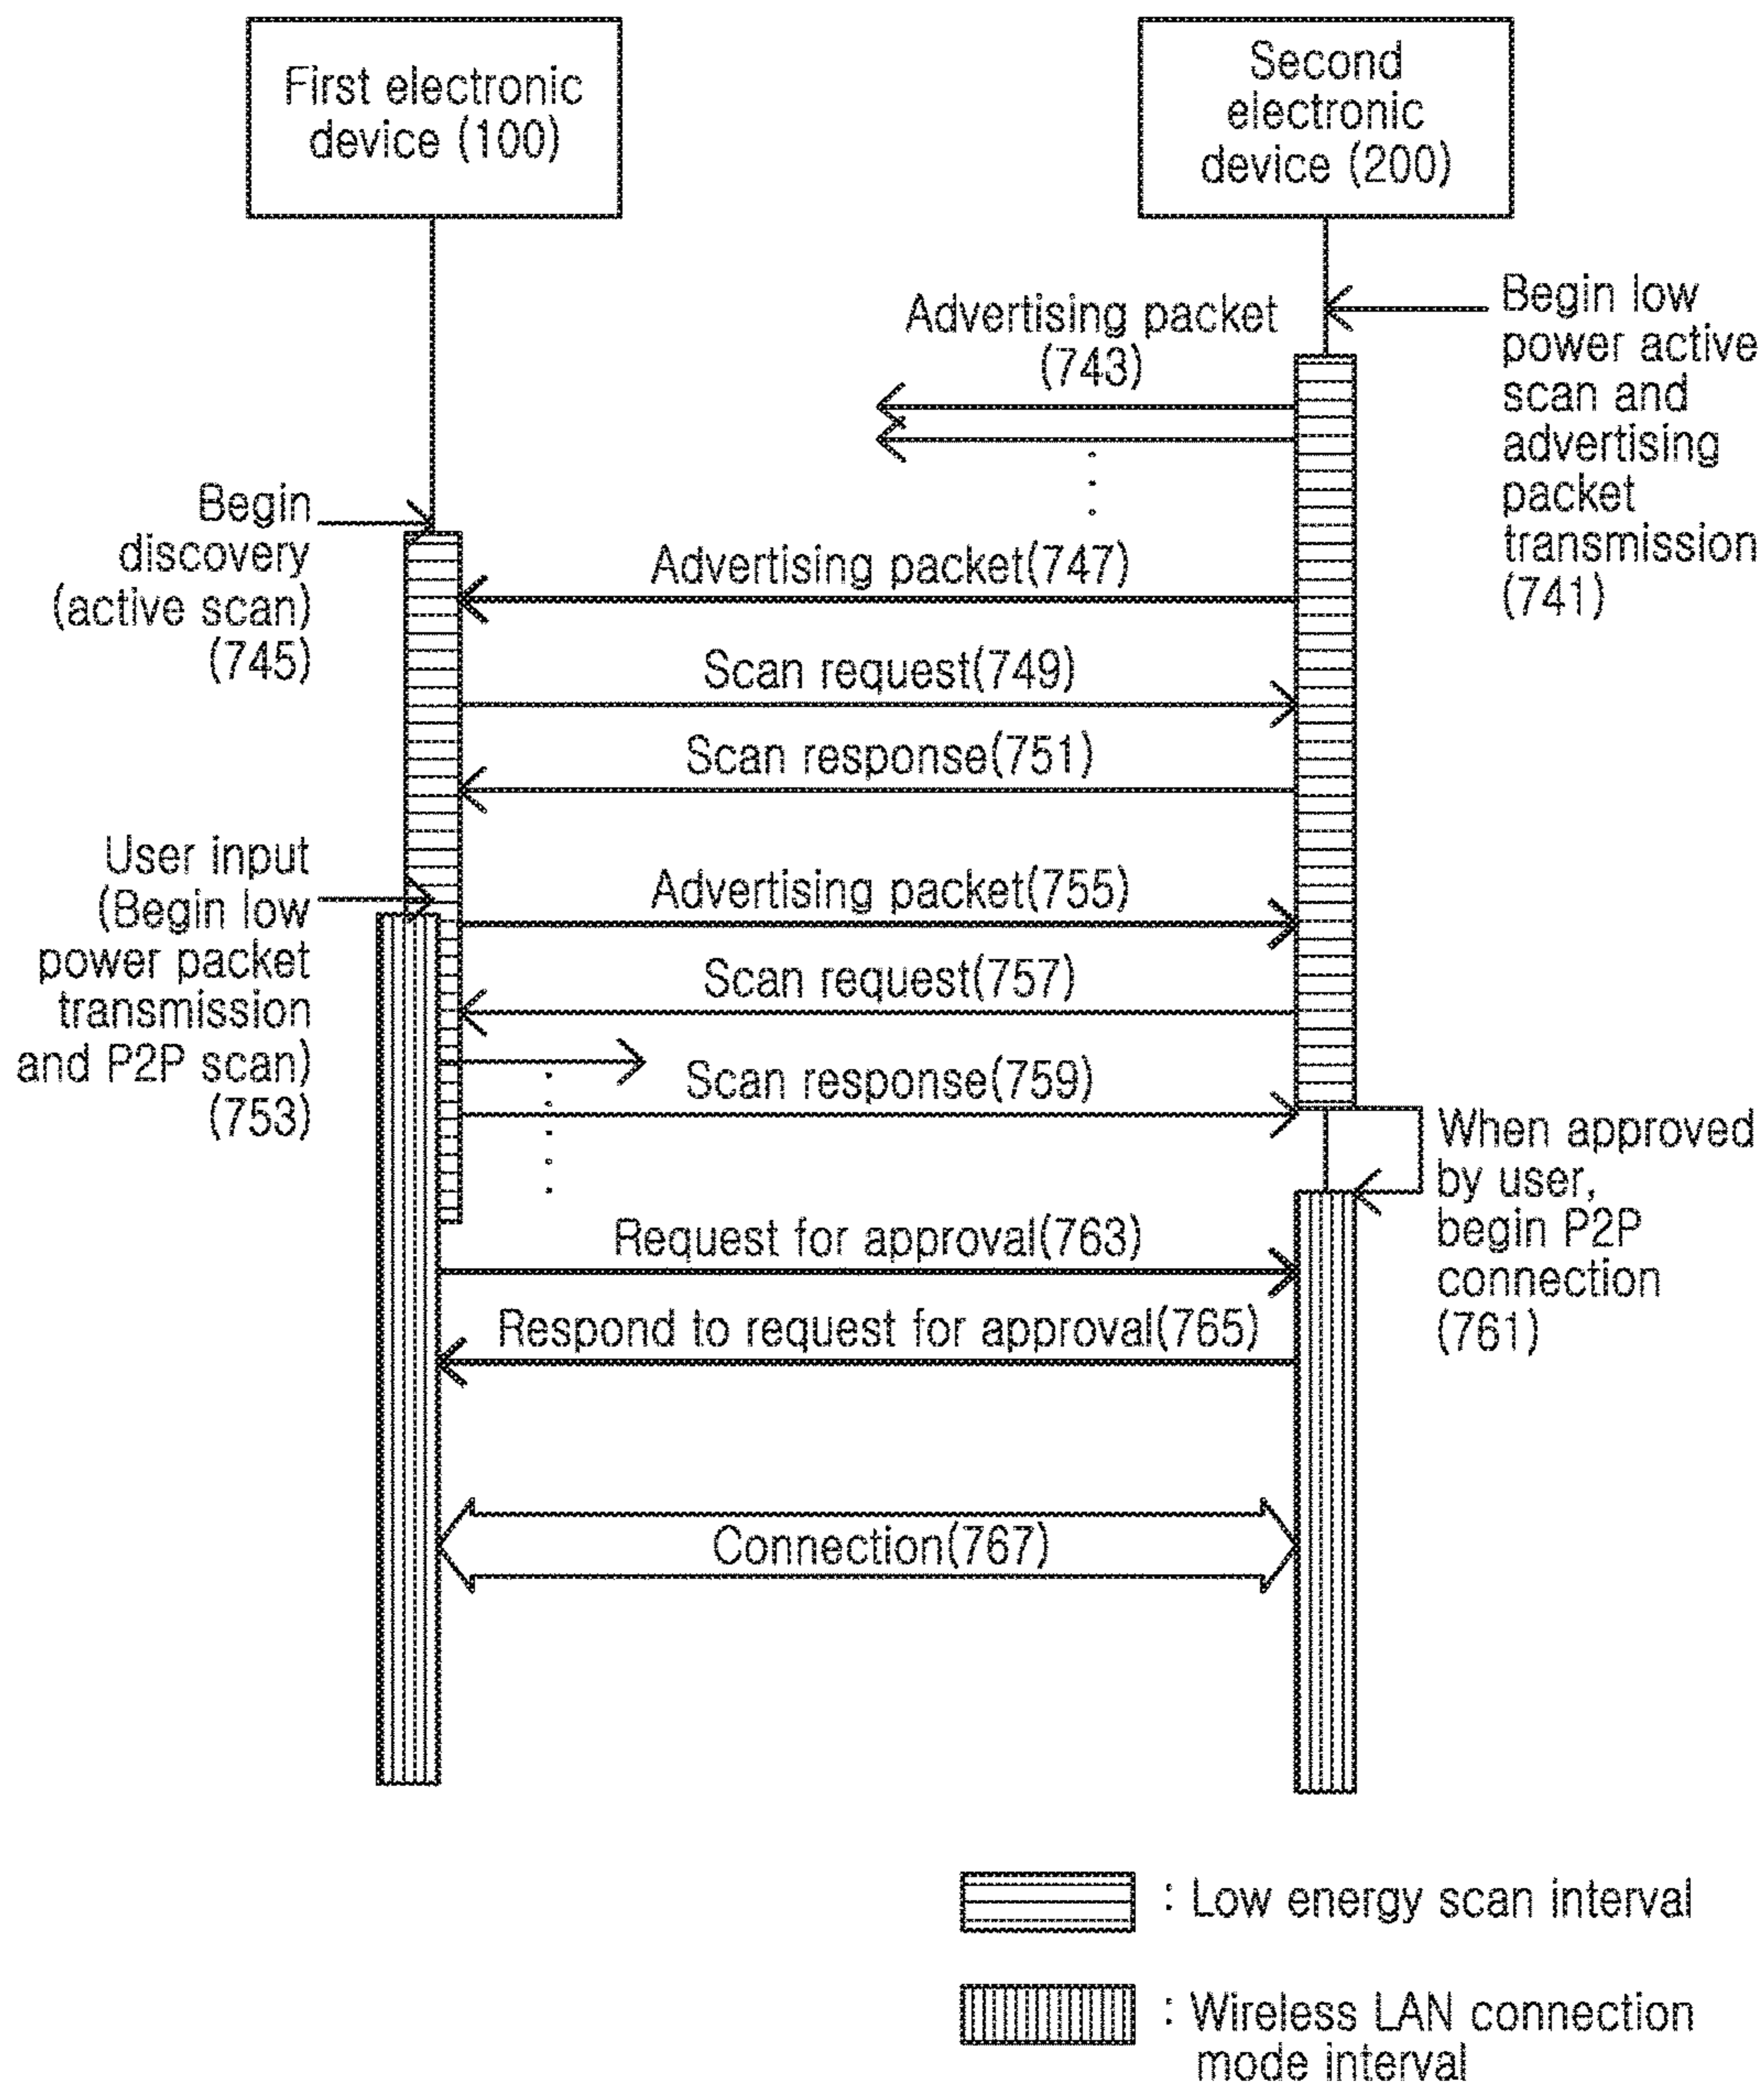 First electronic
device (100)
Second
electronic
device (200)
Begin low
power active
scan and
advertising
packet
transmission
(741)
Advertising packet
(743)
Begin
discovery
(active scan)
(745)
Advertising packet(747)
Scan request(749)
Scan response(751)
User input
(Begin low
power packet
transmission
and P2P scan)
(753)
Advertising packet(755)
Scan request(757)
Scan response(759)
When approved
by user,
begin P2P
connection
(761)
Request for approval(763)
Respond to request for approval(765)
Connection(767)
: Low energy scan interval
: Wireless LAN connection
mode interval